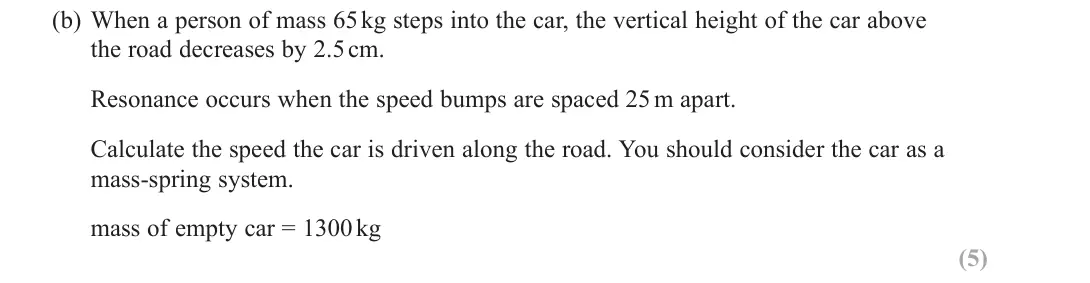 (b) When a person of mass 65 kg steps into the car, the vertical height of the car above
the road decreases by 2.5 cm.
Resonance occurs when the speed bumps are spaced 25 m apart.
Calculate the speed the car is driven along the road. You should consider the car as a
mass-spring system.
mass of empty car = 1300 kg
(5)